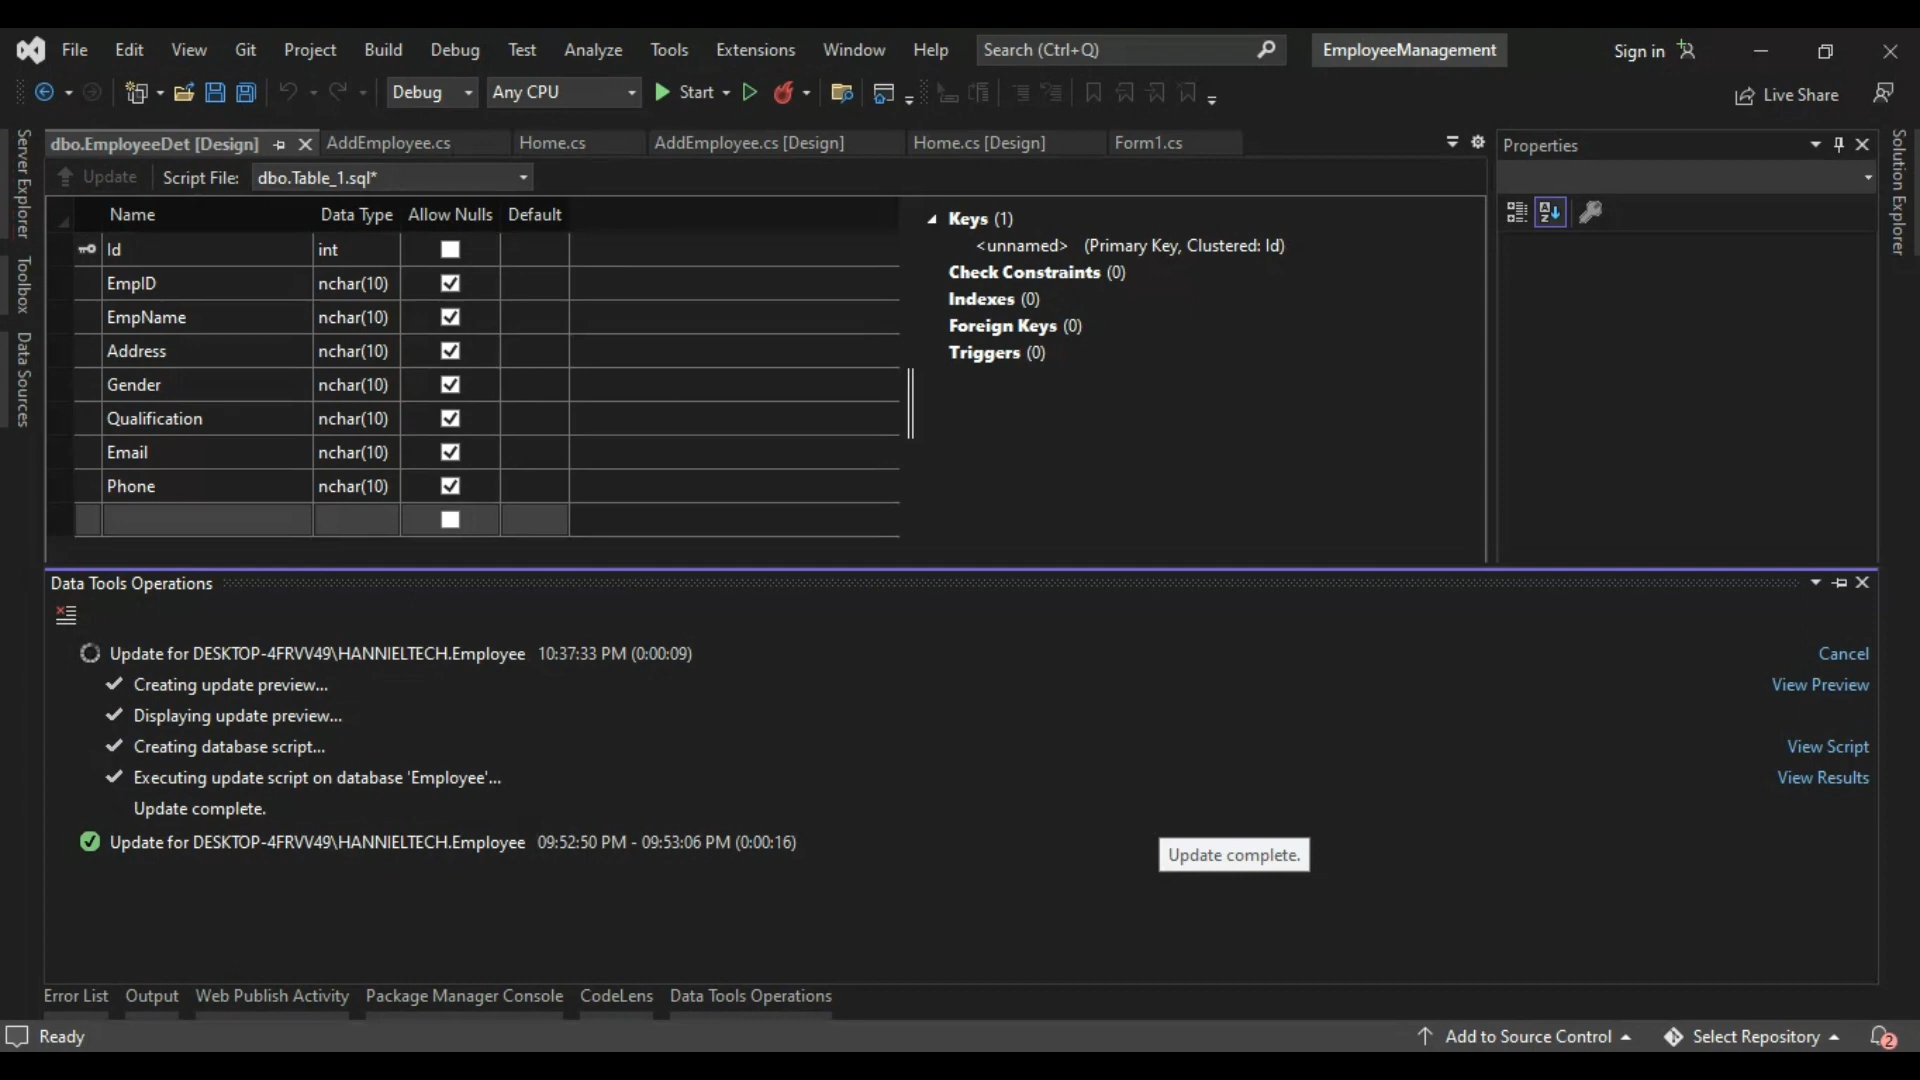 File Edit View Git Project Build Debug Test Analyze Tools Extensions Window Help Search (Ctrl+Q) EmployeeManagement Sign in
Debug Any CPU Start Live Share
dbo.EmployeeDet [Design] AddEmployee.cs Home.cs AddEmployee.cs [Design] Home.cs [Design] Form1.cs Properties
Update Script File: dbo.Table_1.sql*
Server Explorer
Toolbox
Data Sources
Solution Explorer
Name Data Type Allow Nulls Default
Id int
EmpID nchar(10)
EmpName nchar(10)
Address nchar(10)
Gender nchar(10)
Qualification nchar(10)
Email nchar(10)
Phone nchar(10)
Keys (1)
<unnamed> (Primary Key, Clustered: Id)
Check Constraints (0)
Indexes (0)
Foreign Keys (0)
Triggers (0)
Data Tools Operations
Update for DESKTOP-4FRVV49\HANNIELTECH.Employee 10:37:33 PM (0:00:09) Cancel
Creating update preview... View Preview
Displaying update preview...
Creating database script... View Script
Executing update script on database 'Employee'... View Results
Update complete.
Update for DESKTOP-4FRVV49\HANNIELTECH.Employee 09:52:50 PM - 09:53:06 PM (0:00:16)
Update complete.
Error List Output Web Publish Activity Package Manager Console CodeLens Data Tools Operations
Ready Add to Source Control Select Repository 2